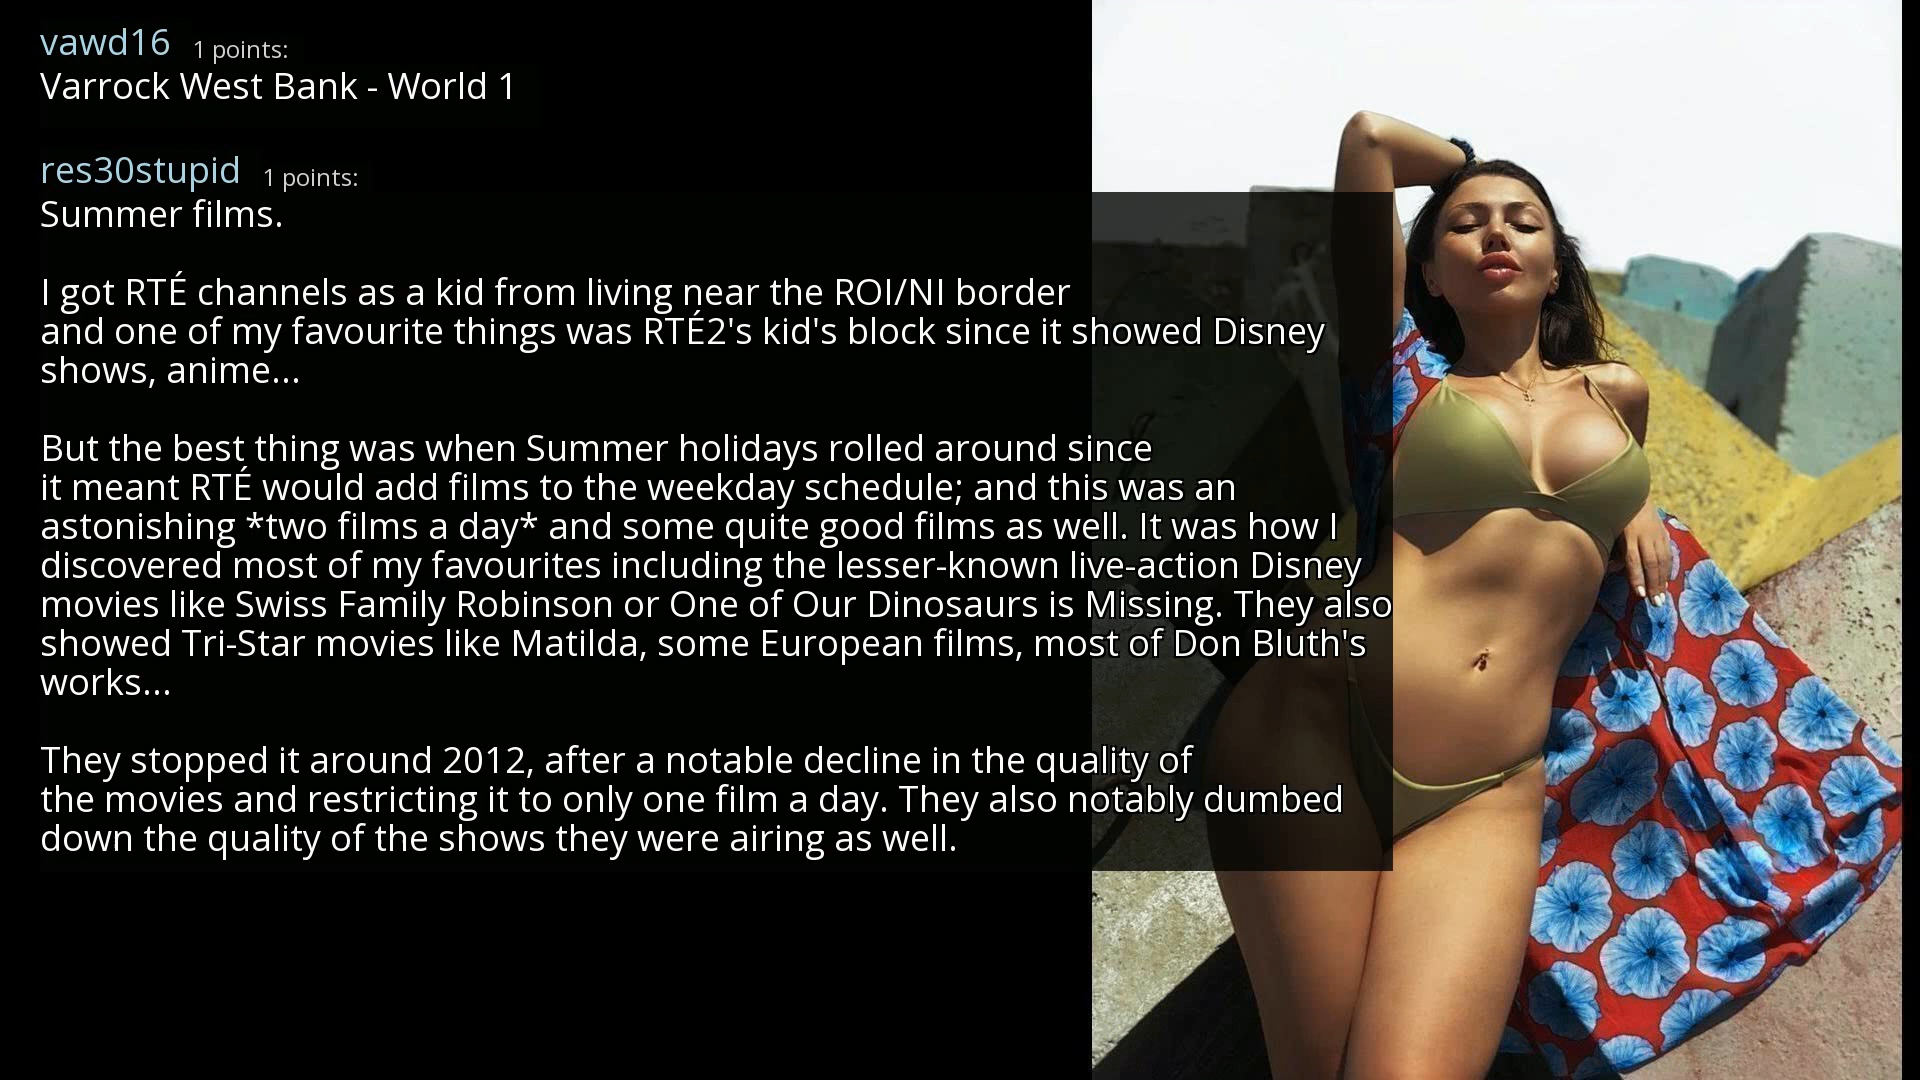 vawd16 1 points:
Varrock West Bank - World 1
res30stupid 1 points:
Summer films.
I got RTÉ channels as a kid from living near the ROI/NI border
and one of my favourite things was RTÉ2's kid's block since it showed Disney
shows, anime...
But the best thing was when Summer holidays rolled around since
it meant RTÉ would add films to the weekday schedule; and this was an
astonishing *two films a day* and some quite good films as well. It was how I
discovered most of my favourites including the lesser-known live-action Disney
movies like Swiss Family Robinson or One of Our Dinosaurs is Missing. They also
showed Tri-Star movies like Matilda, some European films, most of Don Bluth's
works...
They stopped it around 2012, after a notable decline in the quality of
the movies and restricting it to only one film a day. They also notably dumbed
down the quality of the shows they were airing as well.